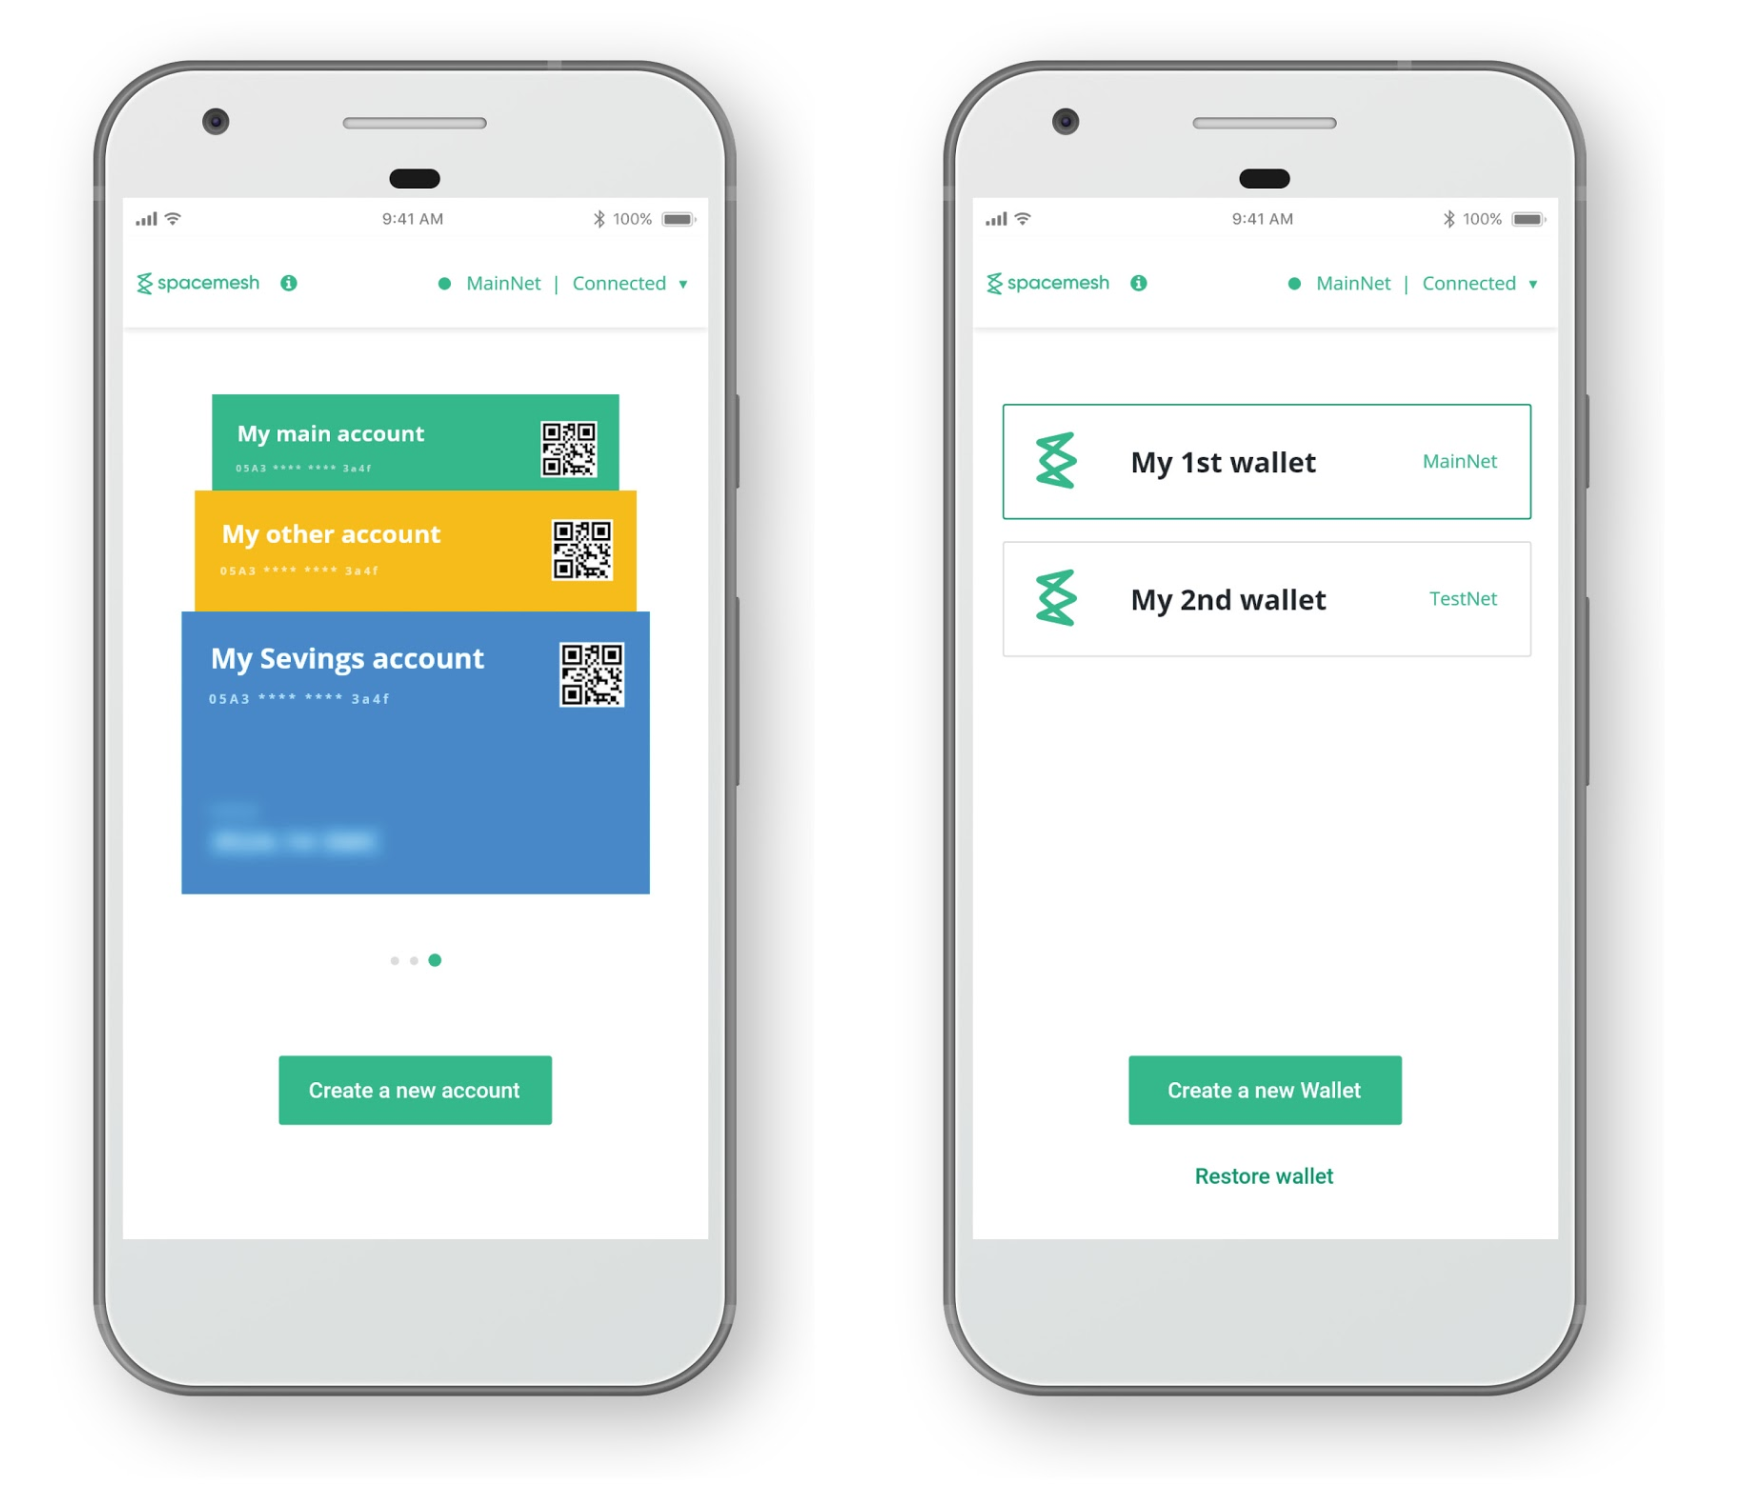 9:41 AM 100%
spacemesh MainNet | Connected
My main account
05A3 **** **** 3a4f
My other account
05A3 **** **** 3a4f
My Sevings account
05A3 **** **** 3a4f
Create a new account
9:41 AM 100%
spacemesh MainNet | Connected
My 1st wallet MainNet
My 2nd wallet TestNet
Create a new Wallet
Restore wallet